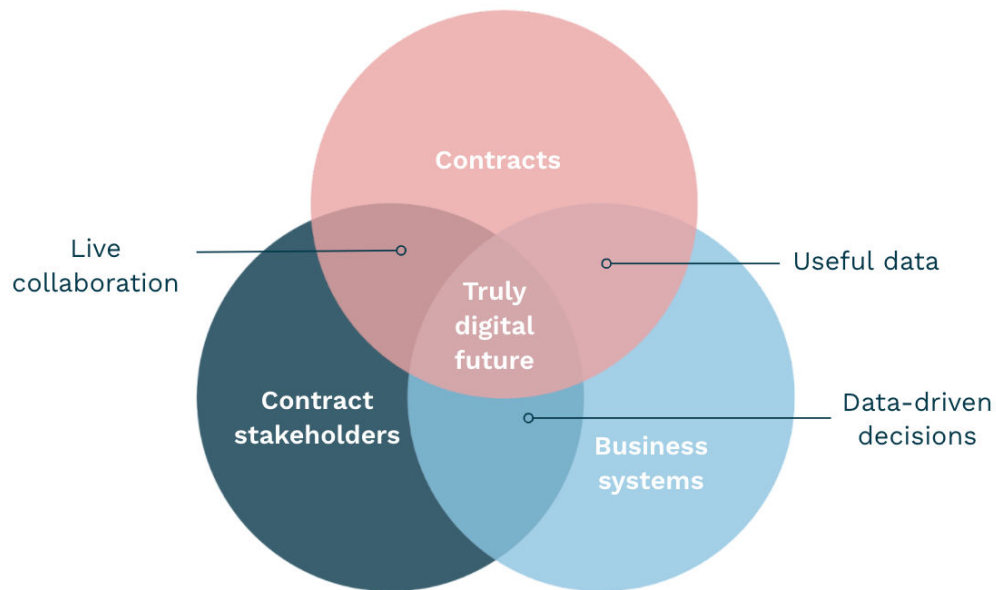 Contracts
Live
collaboration
Useful data
Truly
digital
future
Contract
stakeholders
Data-driven
decisions
Business
systems